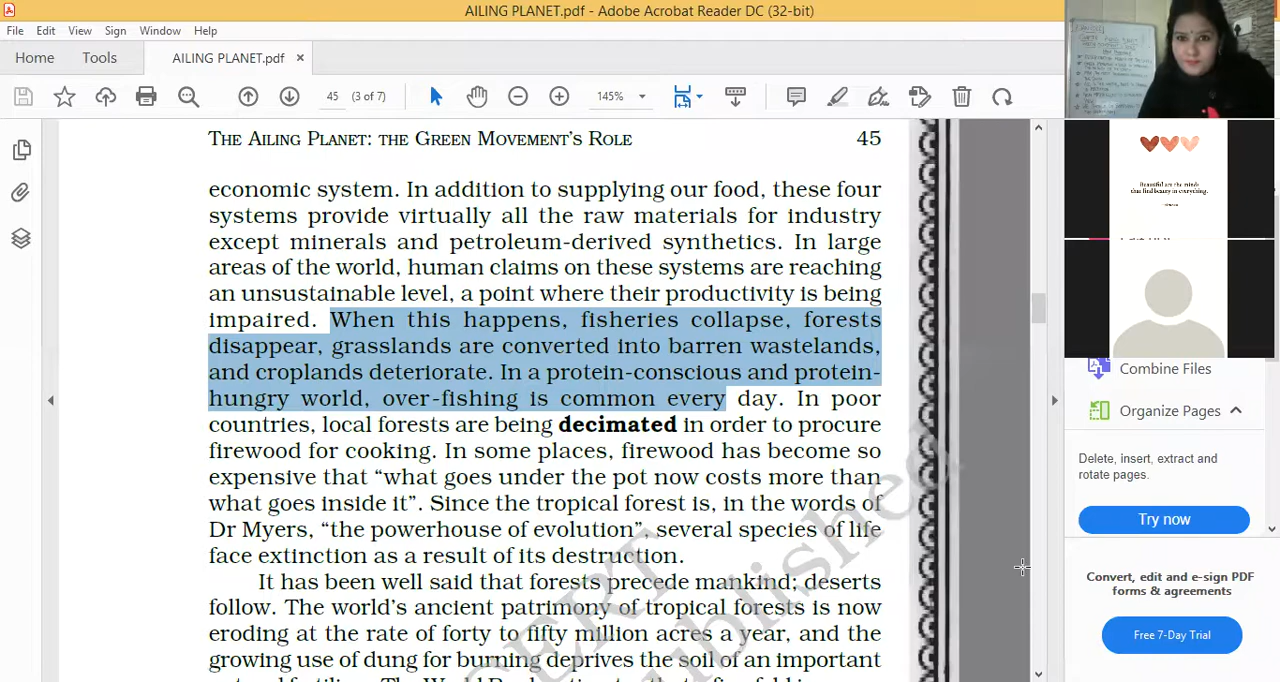 AILING PLANET.pdf - Adobe Acrobat Reader DC (32-bit)
File Edit View Sign Window Help
Home Tools AILING PLANET.pdf ×
45 (3 of 7) 145%
THE AILING PLANET: THE GREEN MOVEMENT'S ROLE 45
economic system. In addition to supplying our food, these four
systems provide virtually all the raw materials for industry
except minerals and petroleum-derived synthetics. In large
areas of the world, human claims on these systems are reaching
an unsustainable level, a point where their productivity is being
impaired. When this happens, fisheries collapse, forests
disappear, grasslands are converted into barren wastelands,
and croplands deteriorate. In a protein-conscious and protein-
hungry world, over-fishing is common every day. In poor
countries, local forests are being decimated in order to procure
firewood for cooking. In some places, firewood has become so
expensive that “what goes under the pot now costs more than
what goes inside it”. Since the tropical forest is, in the words of
Dr Myers, “the powerhouse of evolution”, several species of life
face extinction as a result of its destruction.
It has been well said that forests precede mankind; deserts
follow. The world's ancient patrimony of tropical forests is now
eroding at the rate of forty to fifty million acres a year, and the
growing use of dung for burning deprives the soil of an important
Beautiful are the minds
that find beauty in everything.
Combine Files
Organize Pages
Delete, insert, extract and
rotate pages.
Try now
Convert, edit and e-sign PDF
forms & agreements
Free 7-Day Trial